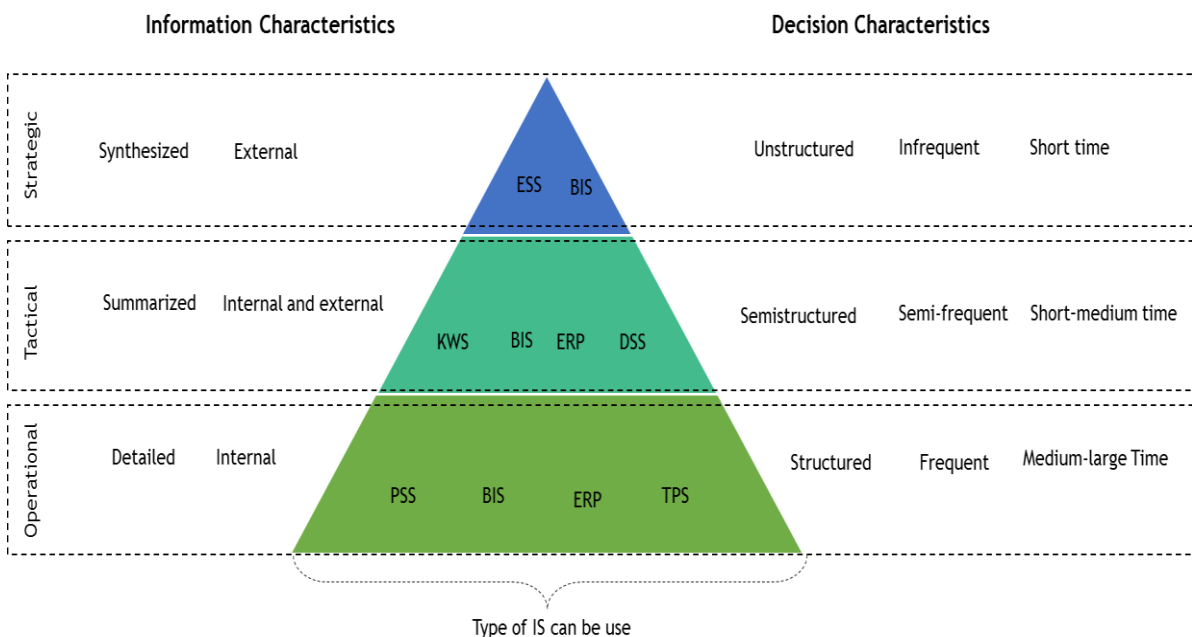 Information Characteristics Decision Characteristics
Strategic
Synthesized External
ESS BIS
Unstructured Infrequent Short time
Tactical
Summarized Internal and external
KWS BIS ERP DSS
Semistructured Semi-frequent Short-medium time
Operational
Detailed Internal
PSS BIS ERP TPS
Structured Frequent Medium-large Time
Type of IS can be use